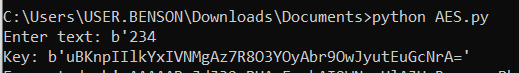 C:\Users\USER.BENSON\Downloads\Documents>python AES.py
Enter text: b'234
Key: b'uBKnpIIlkYxIVNMgAz7R8O3YOyAbr9OwJyutEuGcNrA='